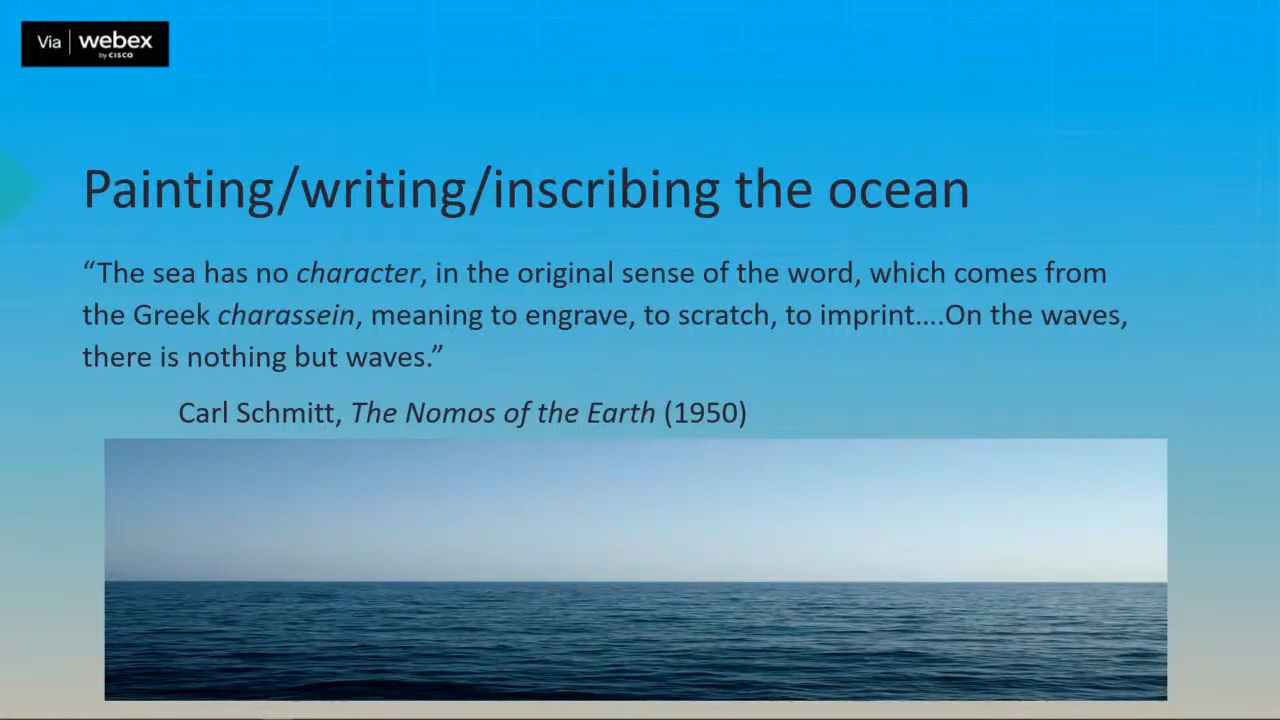 Via | webex
by CISCO
Painting/writing/inscribing the ocean
“The sea has no character, in the original sense of the word, which comes from
the Greek charassein, meaning to engrave, to scratch, to imprint….On the waves,
there is nothing but waves.”
Carl Schmitt, The Nomos of the Earth (1950)